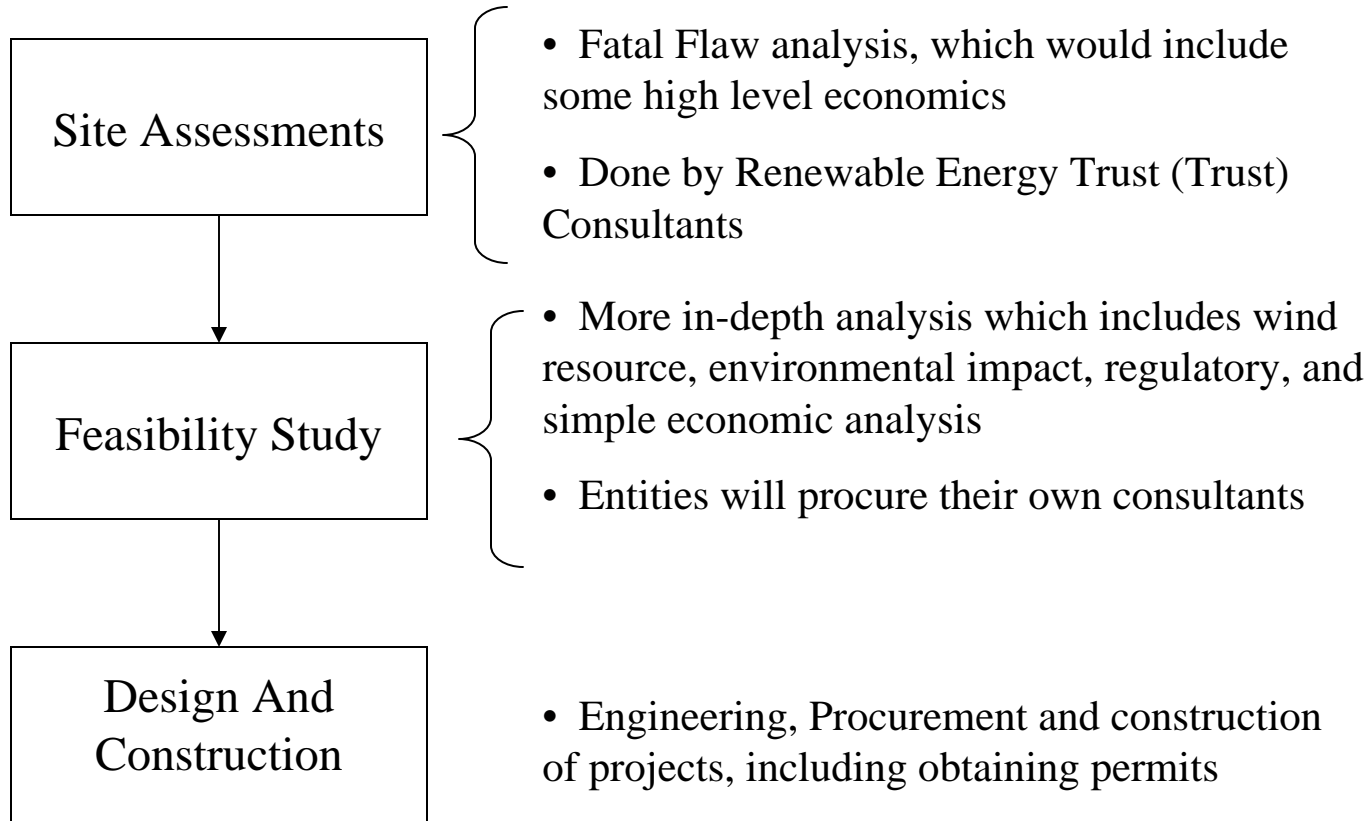 Site Assessments
• Fatal Flaw analysis, which would include
some high level economics
• Done by Renewable Energy Trust (Trust)
Consultants
Feasibility Study
• More in-depth analysis which includes wind
resource, environmental impact, regulatory, and
simple economic analysis
• Entities will procure their own consultants
Design And
Construction
• Engineering, Procurement and construction
of projects, including obtaining permits